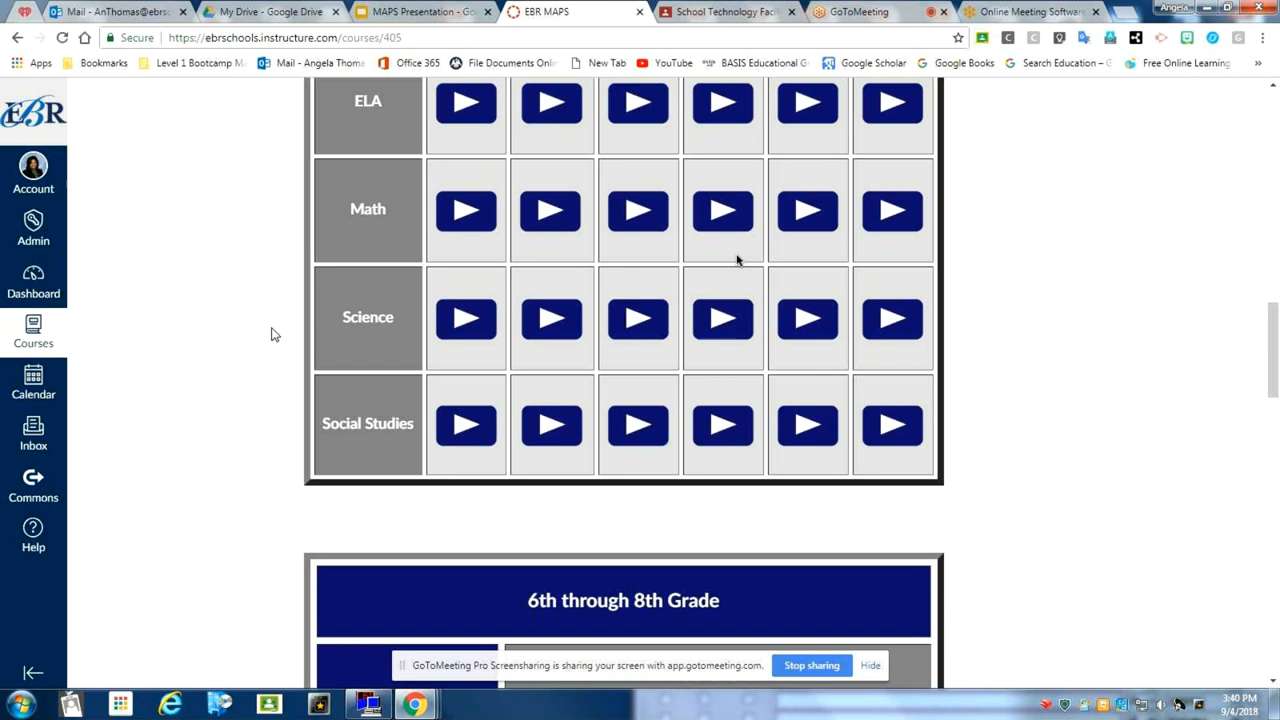 Mail - AnThomas@ebrsc
My Drive - Google Drive
MAPS Presentation - Go
EBR MAPS
School Technology Facili
GoToMeeting
Online Meeting Software
Angela
Secure
https://ebrschools.instructure.com/courses/405
Apps
Bookmarks
Level 1 Bootcamp M
Mail - Angela Thoma
Office 365
File Documents Onli
New Tab
YouTube
BASIS Educational G
Google Scholar
Google Books
Search Education – G
Free Online Learning
»
EBR
Account
Admin
Dashboard
Courses
Calendar
Inbox
Commons
Help
ELA
Math
Science
Social Studies
6th through 8th Grade
GoToMeeting Pro Screensharing is sharing your screen with app.gotomeeting.com.
Stop sharing
Hide
3:40 PM
9/4/2018